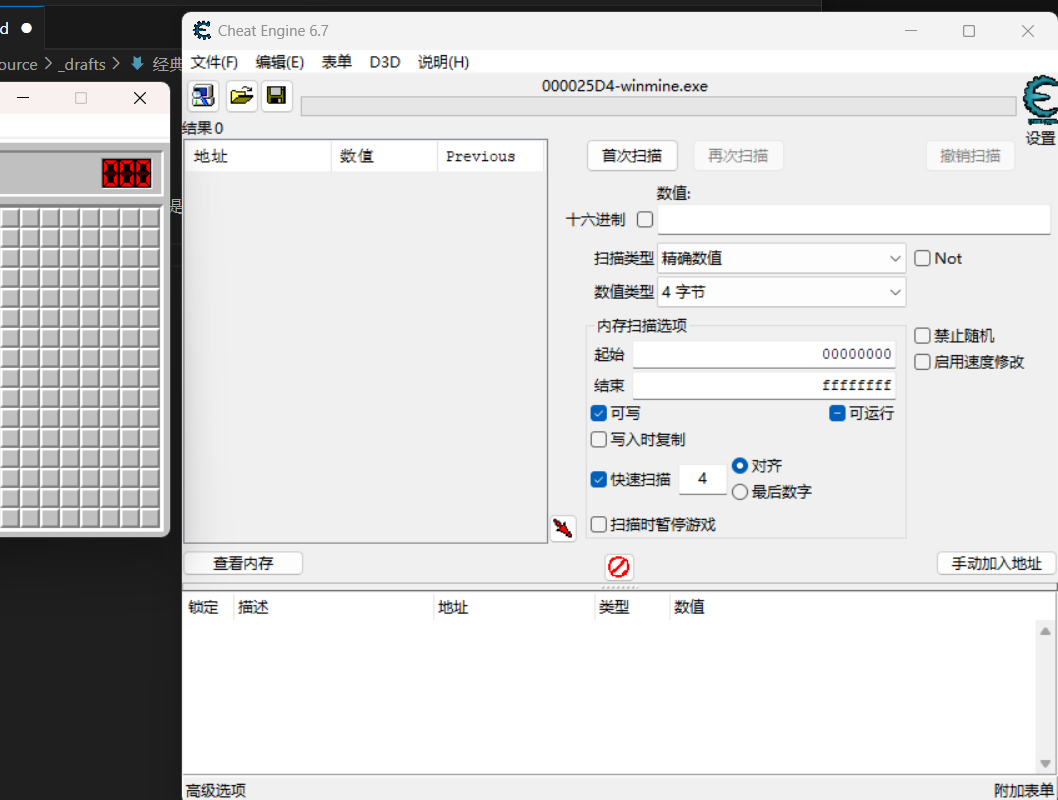 d
Cheat Engine 6.7
ource > _drafts > 经典
文件(F) 编辑(E) 表单 D3D 说明(H)
000025D4-winmine.exe
设置
结果 0
地址 数值 Previous
首次扫描 再次扫描 撤销扫描
000
是
数值:
十六进制
扫描类型 精确数值 Not
数值类型 4 字节
内存扫描选项
起始 00000000
结束 ffffffff
禁止随机
启用速度修改
可写 可运行
写入时复制
快速扫描 4 对齐
最后数字
扫描时暂停游戏
查看内存 手动加入地址
锁定 描述 地址 类型 数值
高级选项 附加表单